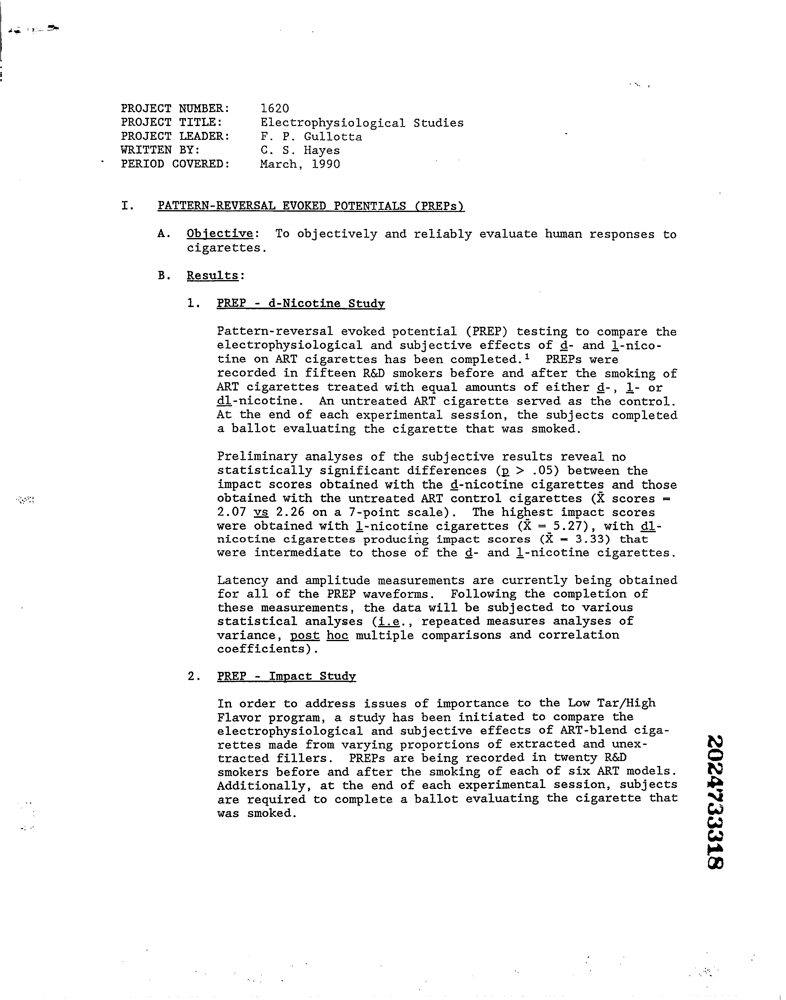 PROJECT NUMBER: 1620
PROJECT TITLE: Electrophysiological Studies
PROJECT LEADER: F. P. Gullotta
WRITTEN BY: C. S. Hayes
PERIOD COVERED: March, 1990
I. PATTERN-REVERSAL EVOKED POTENTIALS (PREPs)
A. Objective: To objectively and reliably evaluate human responses to
cigarettes.
B. Results:
1. PREP - d-Nicotine Study
Pattern-reversal evoked potential (PREP) testing to compare the
electrophysiological and subjective effects of d- and l-nico-
tine on ART cigarettes has been completed.¹ PREPs were
recorded in fifteen R&D smokers before and after the smoking of
ART cigarettes treated with equal amounts of either d-, l- or
dl-nicotine. An untreated ART cigarette served as the control.
At the end of each experimental session, the subjects completed
a ballot evaluating the cigarette that was smoked.
Preliminary analyses of the subjective results reveal no
statistically significant differences (p > .05) between the
impact scores obtained with the d-nicotine cigarettes and those
obtained with the untreated ART control cigarettes (X̄ scores =
2.07 vs 2.26 on a 7-point scale). The highest impact scores
were obtained with l-nicotine cigarettes (X̄ = 5.27), with dl-
nicotine cigarettes producing impact scores (X̄ = 3.33) that
were intermediate to those of the d- and l-nicotine cigarettes.
Latency and amplitude measurements are currently being obtained
for all of the PREP waveforms. Following the completion of
these measurements, the data will be subjected to various
statistical analyses (i.e., repeated measures analyses of
variance, post hoc multiple comparisons and correlation
coefficients).
2. PREP - Impact Study
In order to address issues of importance to the Low Tar/High
Flavor program, a study has been initiated to compare the
electrophysiological and subjective effects of ART-blend ciga-
rettes made from varying proportions of extracted and unex-
tracted fillers. PREPs are being recorded in twenty R&D
smokers before and after the smoking of each of six ART models.
Additionally, at the end of each experimental session, subjects
are required to complete a ballot evaluating the cigarette that
was smoked.
2024733318